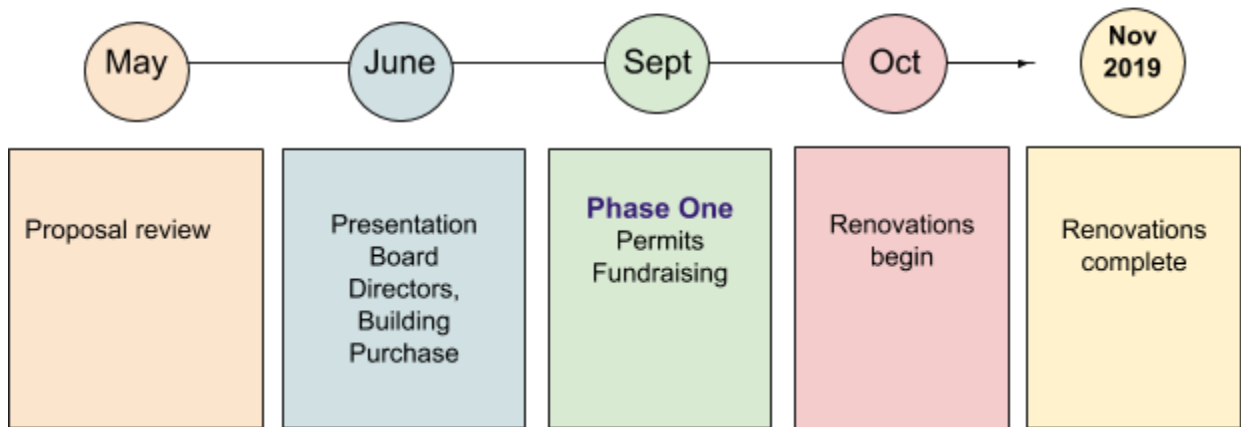 May
June
Sept
Oct
Nov
2019
Proposal review
Presentation
Board
Directors,
Building
Purchase
Phase One
Permits
Fundraising
Renovations
begin
Renovations
complete